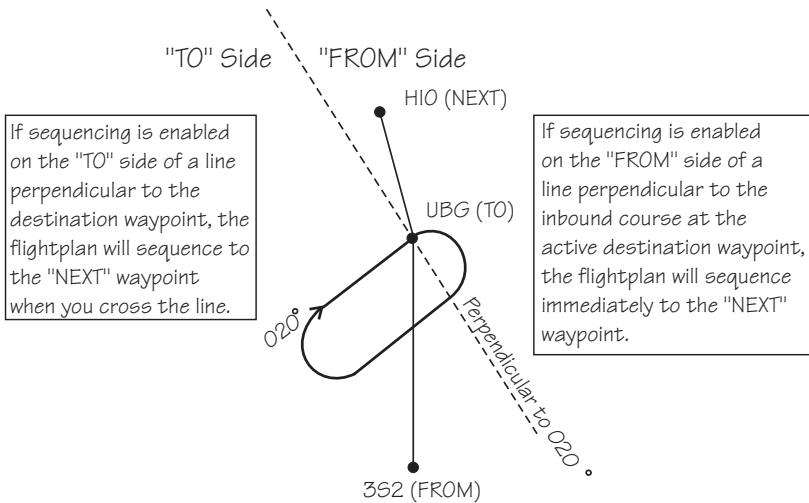 "TO" Side
"FROM" Side
HIO (NEXT)
If sequencing is enabled
on the "TO" side of a line
perpendicular to the
destination waypoint, the
flightplan will sequence to
the "NEXT" waypoint
when you cross the line.
If sequencing is enabled
on the "FROM" side of a
line perpendicular to the
inbound course at the
active destination waypoint,
the flightplan will sequence
immediately to the "NEXT"
waypoint.
UBG (TO)
020°
Perpendicular to 020 °
3S2 (FROM)